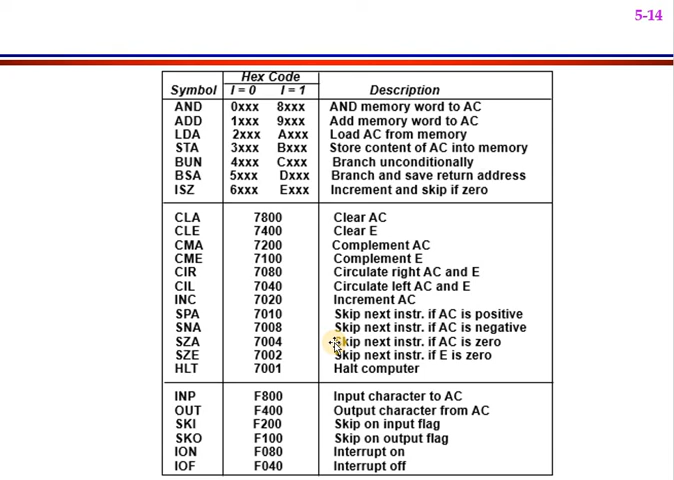 5-14
Hex Code
Symbol I = 0 I = 1 Description
AND 0xxx 8xxx AND memory word to AC
ADD 1xxx 9xxx Add memory word to AC
LDA 2xxx Axxx Load AC from memory
STA 3xxx Bxxx Store content of AC into memory
BUN 4xxx Cxxx Branch unconditionally
BSA 5xxx Dxxx Branch and save return address
ISZ 6xxx Exxx Increment and skip if zero
CLA 7800 Clear AC
CLE 7400 Clear E
CMA 7200 Complement AC
CME 7100 Complement E
CIR 7080 Circulate right AC and E
CIL 7040 Circulate left AC and E
INC 7020 Increment AC
SPA 7010 Skip next instr. if AC is positive
SNA 7008 Skip next instr. if AC is negative
SZA 7004 Skip next instr. if AC is zero
SZE 7002 Skip next instr. if E is zero
HLT 7001 Halt computer
INP F800 Input character to AC
OUT F400 Output character from AC
SKI F200 Skip on input flag
SKO F100 Skip on output flag
ION F080 Interrupt on
IOF F040 Interrupt off